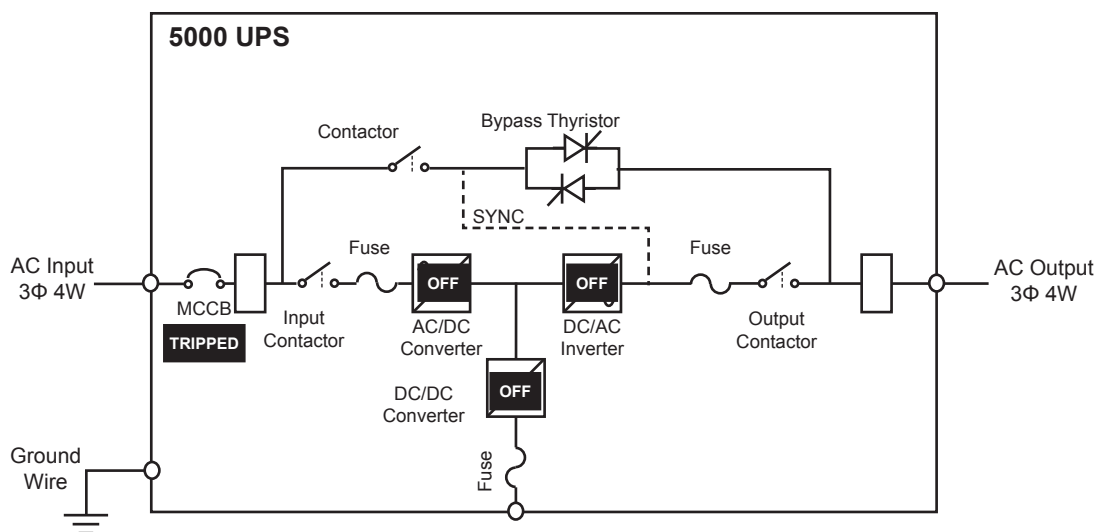 5000 UPS
Bypass Thyristor
Contactor
SYNC
Fuse
Fuse
AC Input
3Φ 4W
OFF
OFF
AC Output
3Φ 4W
MCCB
TRIPPED
Input
Contactor
AC/DC
Converter
DC/AC
Inverter
Output
Contactor
DC/DC
Converter
OFF
Ground
Wire
Fuse